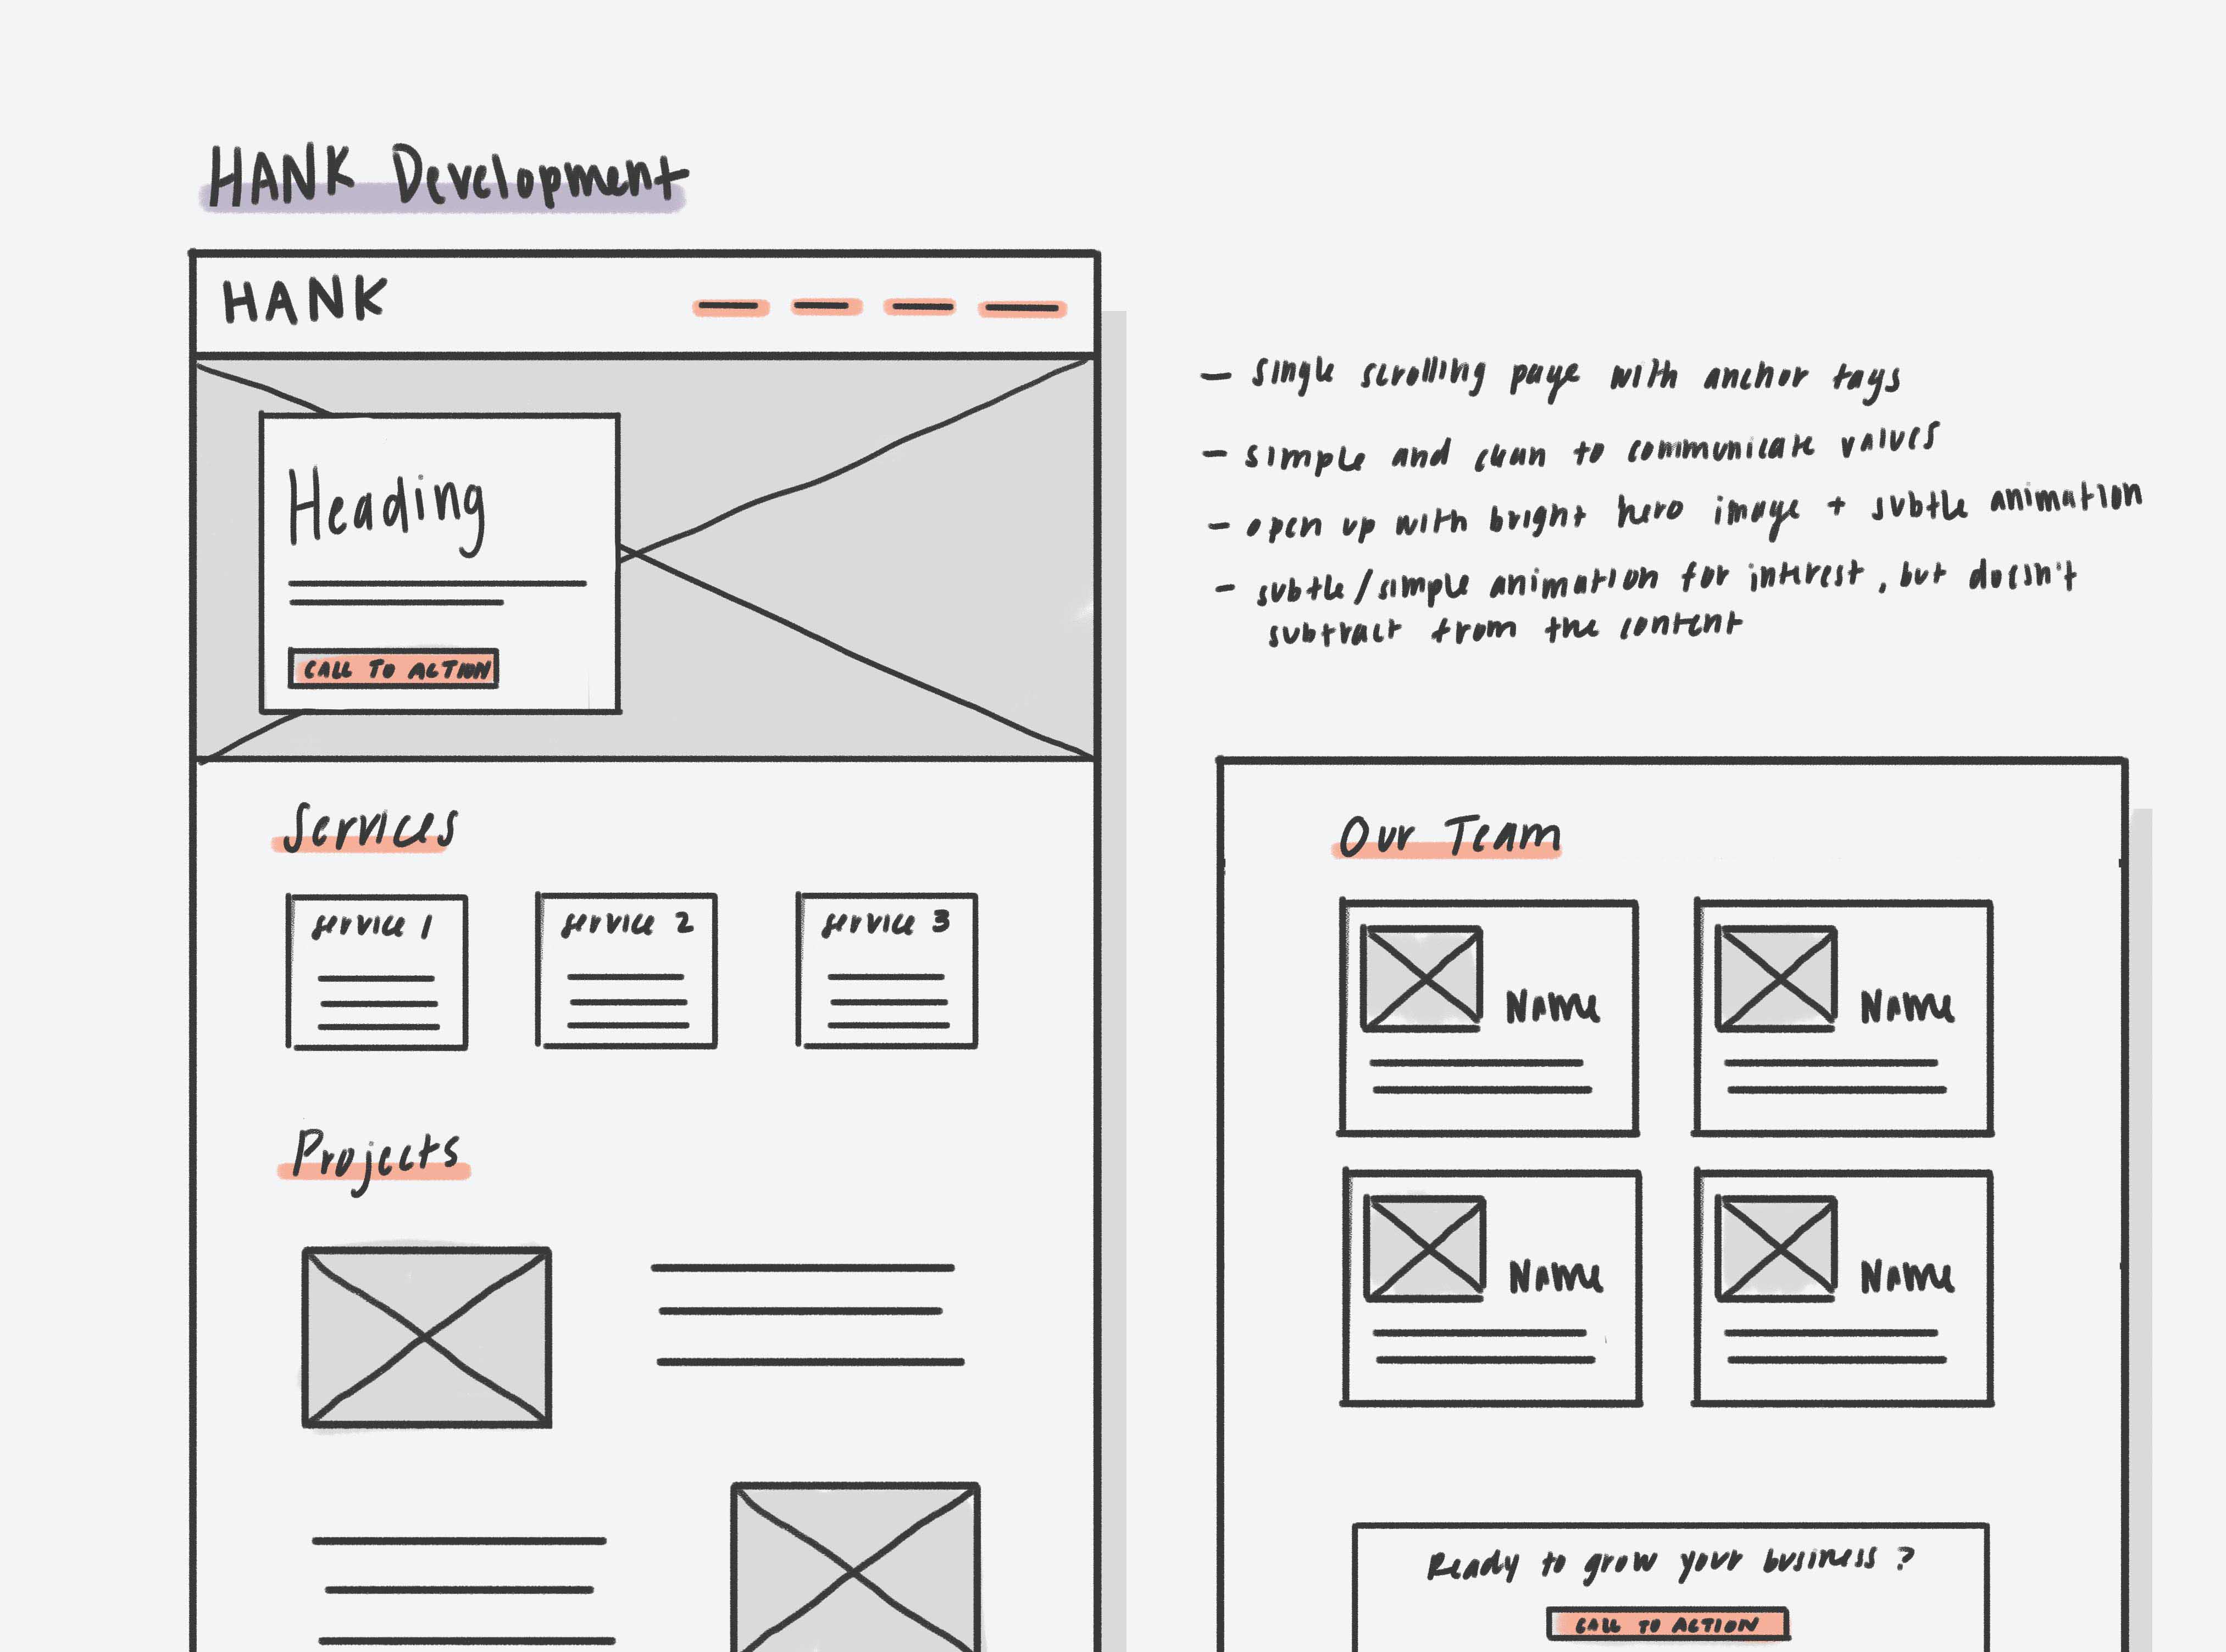 HANK Development
HANK
Heading
CALL TO ACTION
Services
service 1
service 2
service 3
Projects
- single scrolling page with anchor tags
- simple and clean to communicate values
- open up with bright hero image + subtle animation
- subtle/simple animation for interest, but doesn't
subtract from the content
Our Team
Name
Name
Name
Name
Ready to grow your business?
CALL TO ACTION